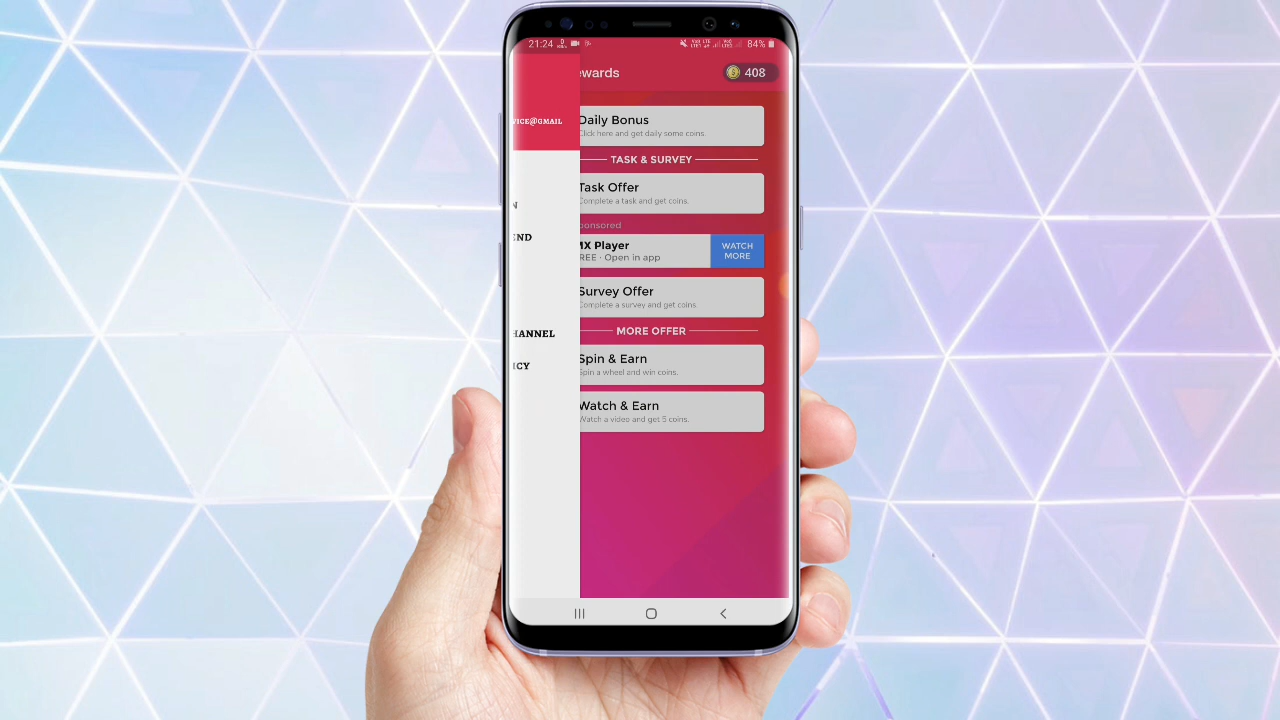 21:24
84%
ewards
408
VICE@GMAIL
Daily Bonus
Click here and get daily some coins.
TASK & SURVEY
Task Offer
Complete a task and get coins.
N
END
onsored
MX Player
REE · Open in app
WATCH
MORE
Survey Offer
Complete a survey and get coins.
MORE OFFER
HANNEL
Spin & Earn
Spin a wheel and win coins.
ICY
Watch & Earn
Watch a video and get 5 coins.